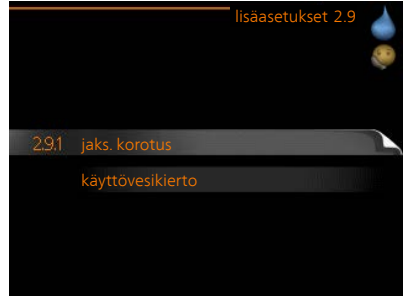 lisäasetukset 2.9
2.9.1 jaks. korotus
käyttövesikierto